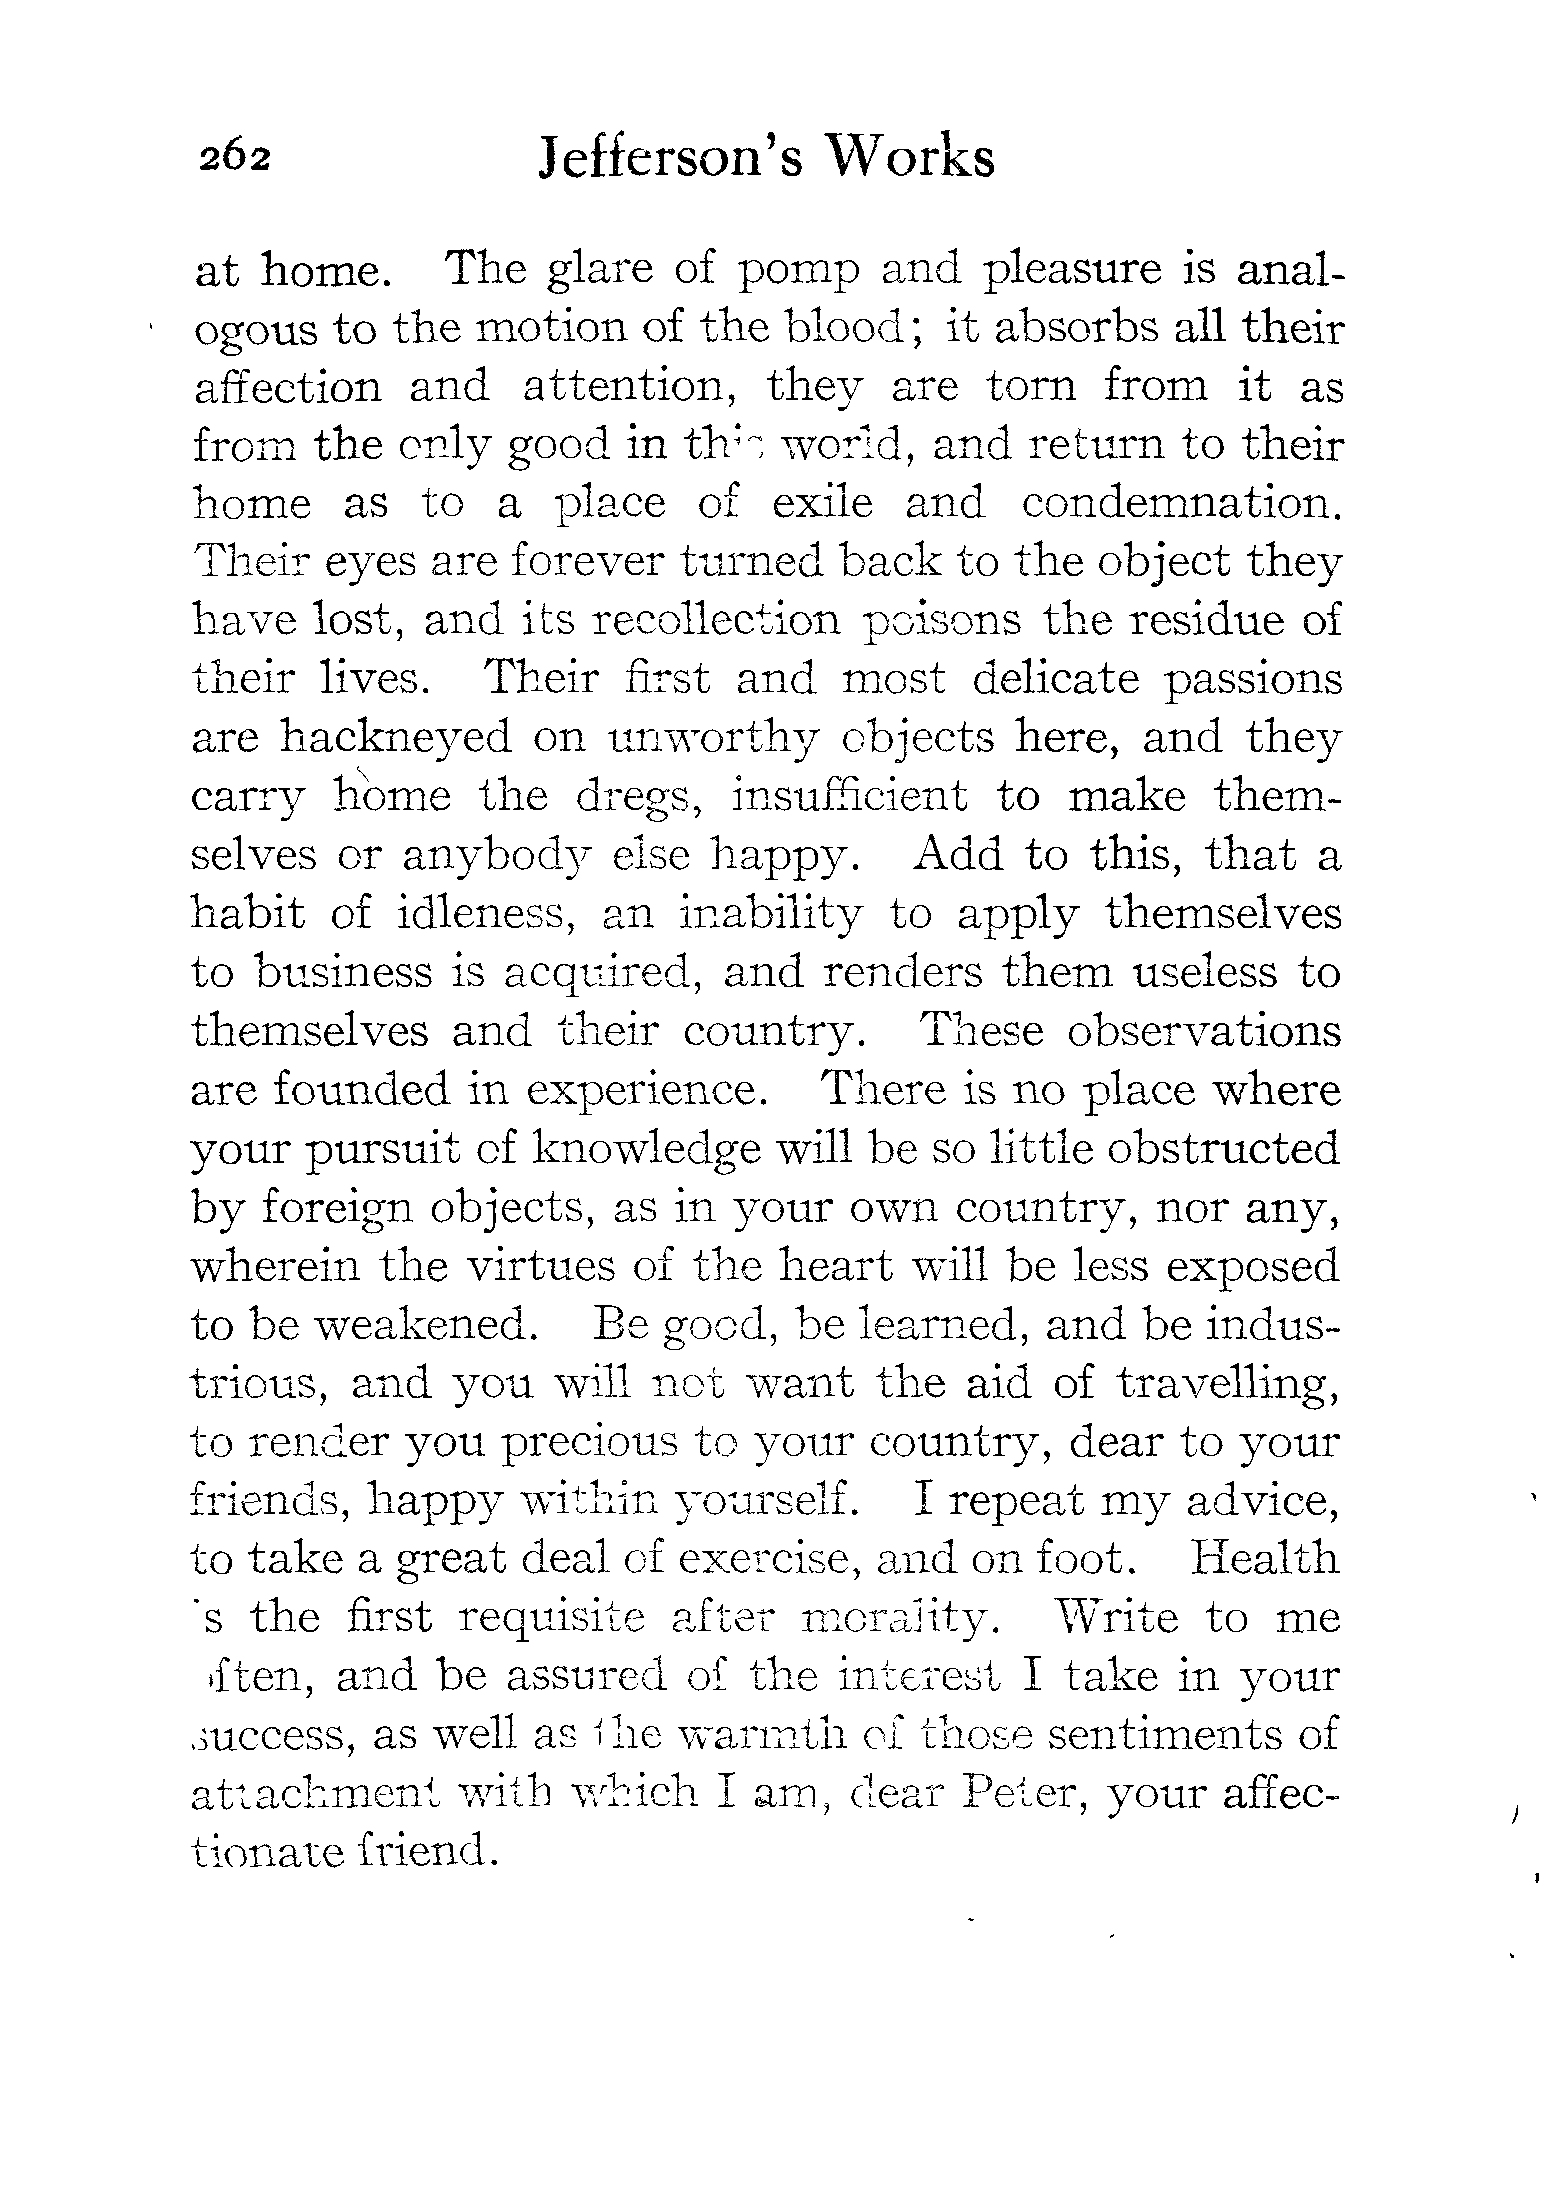 262 Jefferson's Works
at home. The glare of pomp and pleasure is anal-
ogous to the motion of the blood; it absorbs all their
affection and attention, they are torn from it as
from the only good in this world, and return to their
home as to a place of exile and condemnation.
Their eyes are forever turned back to the object they
have lost, and its recollection poisons the residue of
their lives. Their first and most delicate passions
are hackneyed on unworthy objects here, and they
carry home the dregs, insufficient to make them-
selves or anybody else happy. Add to this, that a
habit of idleness, an inability to apply themselves
to business is acquired, and renders them useless to
themselves and their country. These observations
are founded in experience. There is no place where
your pursuit of knowledge will be so little obstructed
by foreign objects, as in your own country, nor any,
wherein the virtues of the heart will be less exposed
to be weakened. Be good, be learned, and be indus-
trious, and you will not want the aid of travelling,
to render you precious to your country, dear to your
friends, happy within yourself. I repeat my advice,
to take a great deal of exercise, and on foot. Health
is the first requisite after morality. Write to me
often, and be assured of the interest I take in your
success, as well as the warmth of those sentiments of
attachment with which I am, dear Peter, your affec-
tionate friend.